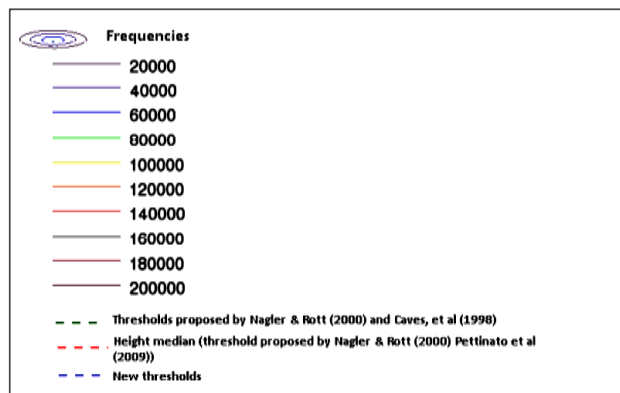 Frequencies
20000
40000
60000
80000
100000
120000
140000
160000
180000
200000
Thresholds proposed by Nagler & Rott (2000) and Caves, et al (1998)
Height median (threshold proposed by Nagler & Rott (2000) Pettinato et al
(2009))
New thresholds